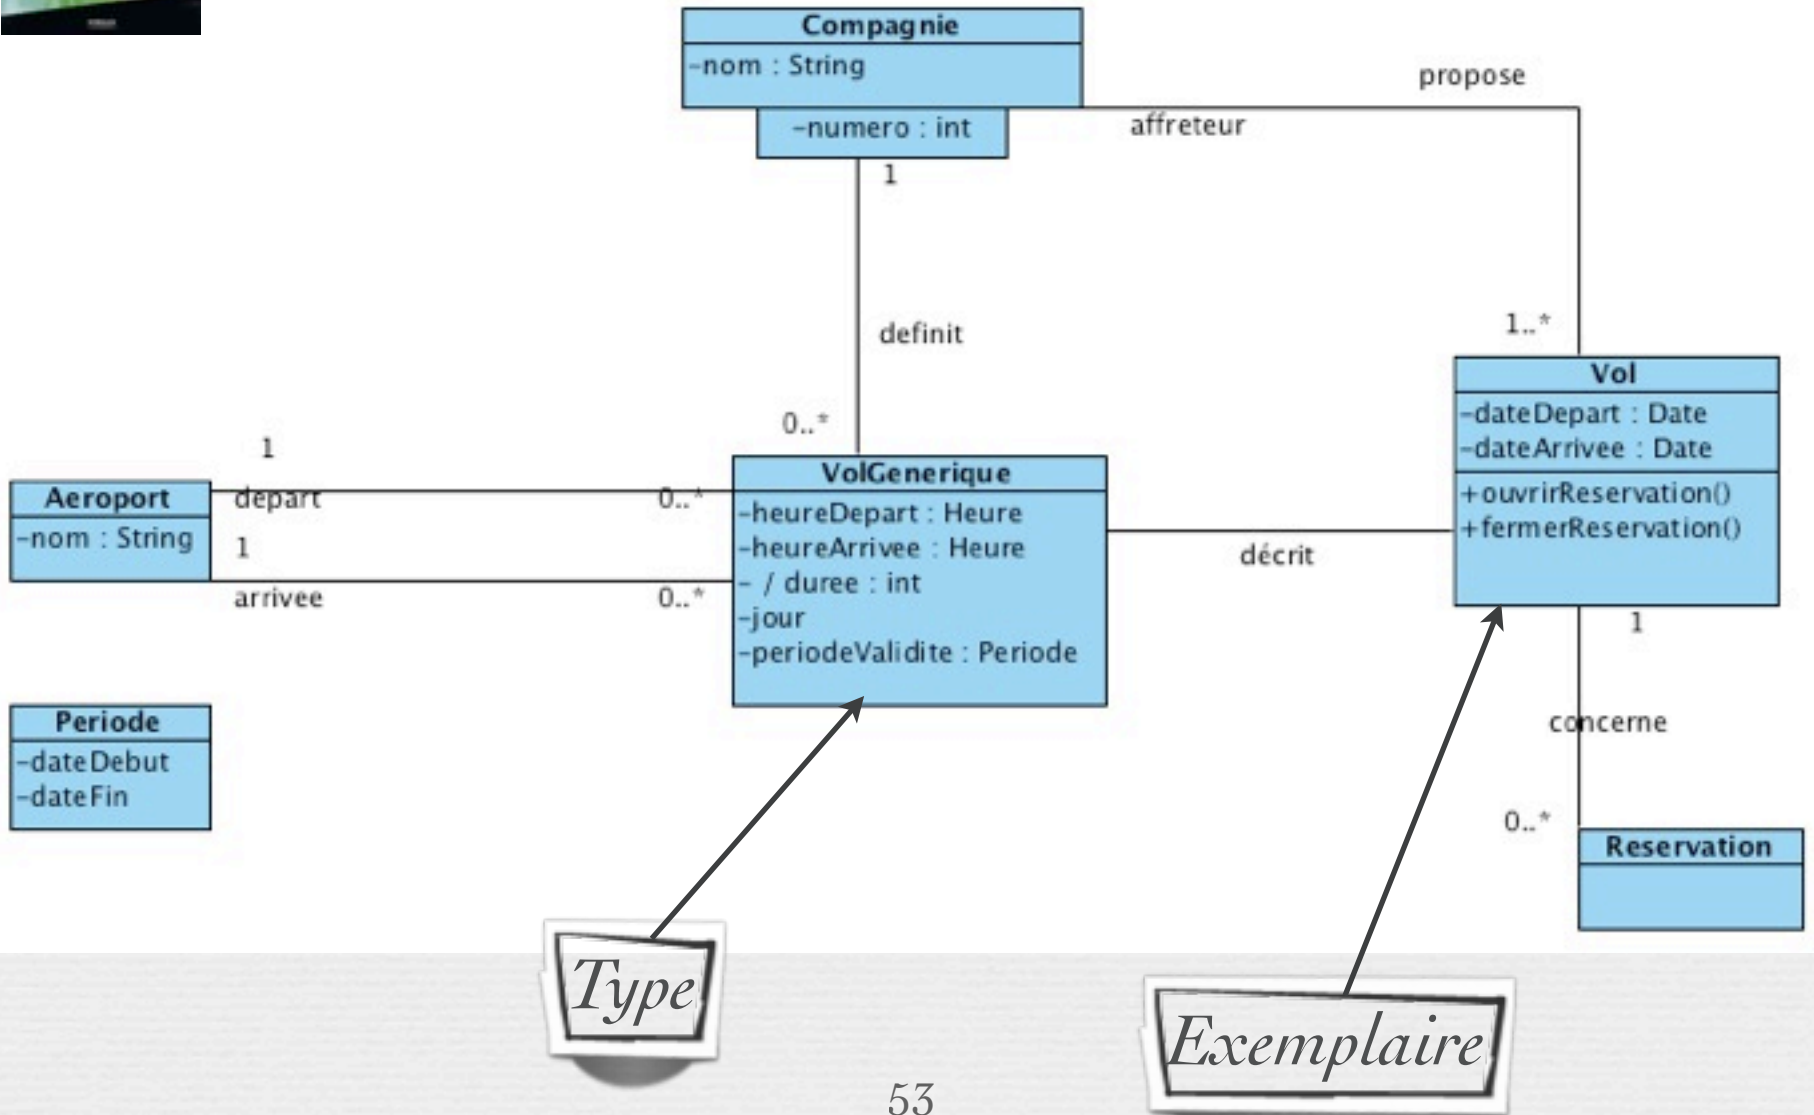 Compagnie
-nom : String
-numero : int
propose
affreteur
1
definit
0..*
1..*
Vol
-dateDepart : Date
-dateArrivee : Date
+ouvrirReservation()
+fermerReservation()
1
depart
0..*
Aeroport
-nom : String
1
arrivee
0..*
VolGenerique
-heureDepart : Heure
-heureArrivee : Heure
- / duree : int
-jour
-periodeValidite : Periode
décrit
1
concerne
0..*
Reservation
Periode
-dateDebut
-dateFin
Type
Exemplaire
53